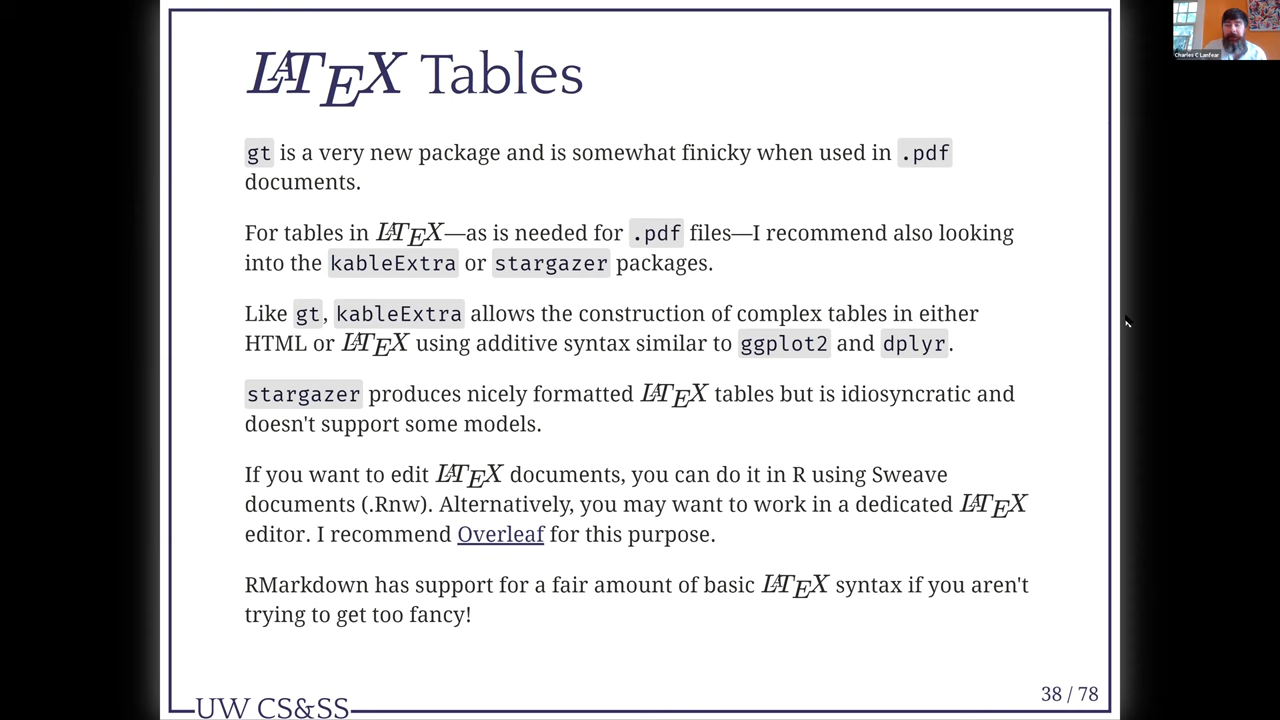 LATEX Tables
gt is a very new package and is somewhat finicky when used in .pdf
documents.
For tables in LATEX—as is needed for .pdf files—I recommend also looking
into the kableExtra or stargazer packages.
Like gt, kableExtra allows the construction of complex tables in either
HTML or LATEX using additive syntax similar to ggplot2 and dplyr.
stargazer produces nicely formatted LATEX tables but is idiosyncratic and
doesn't support some models.
If you want to edit LATEX documents, you can do it in R using Sweave
documents (.Rnw). Alternatively, you may want to work in a dedicated LATEX
editor. I recommend Overleaf for this purpose.
RMarkdown has support for a fair amount of basic LATEX syntax if you aren't
trying to get too fancy!
UW CS&SS
38 / 78
Charles C Lanfear